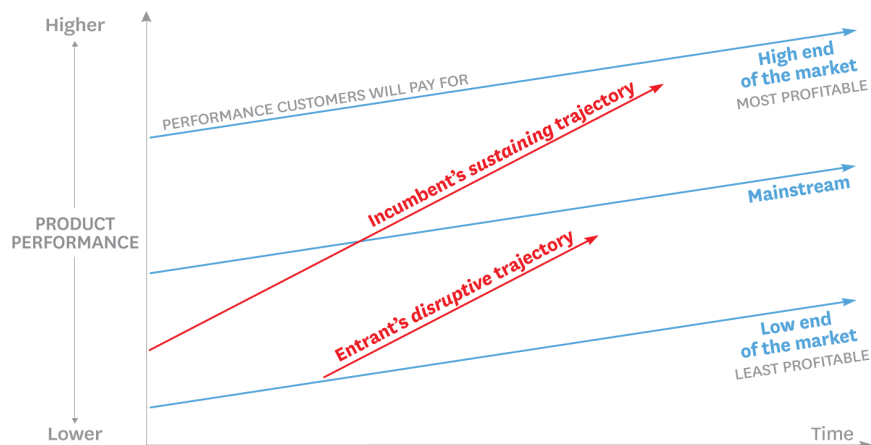 Higher
PERFORMANCE CUSTOMERS WILL PAY FOR
High end
of the market
MOST PROFITABLE
Incumbent's sustaining trajectory
Mainstream
PRODUCT
PERFORMANCE
Entrant's disruptive trajectory
Low end
of the market
LEAST PROFITABLE
Lower
Time